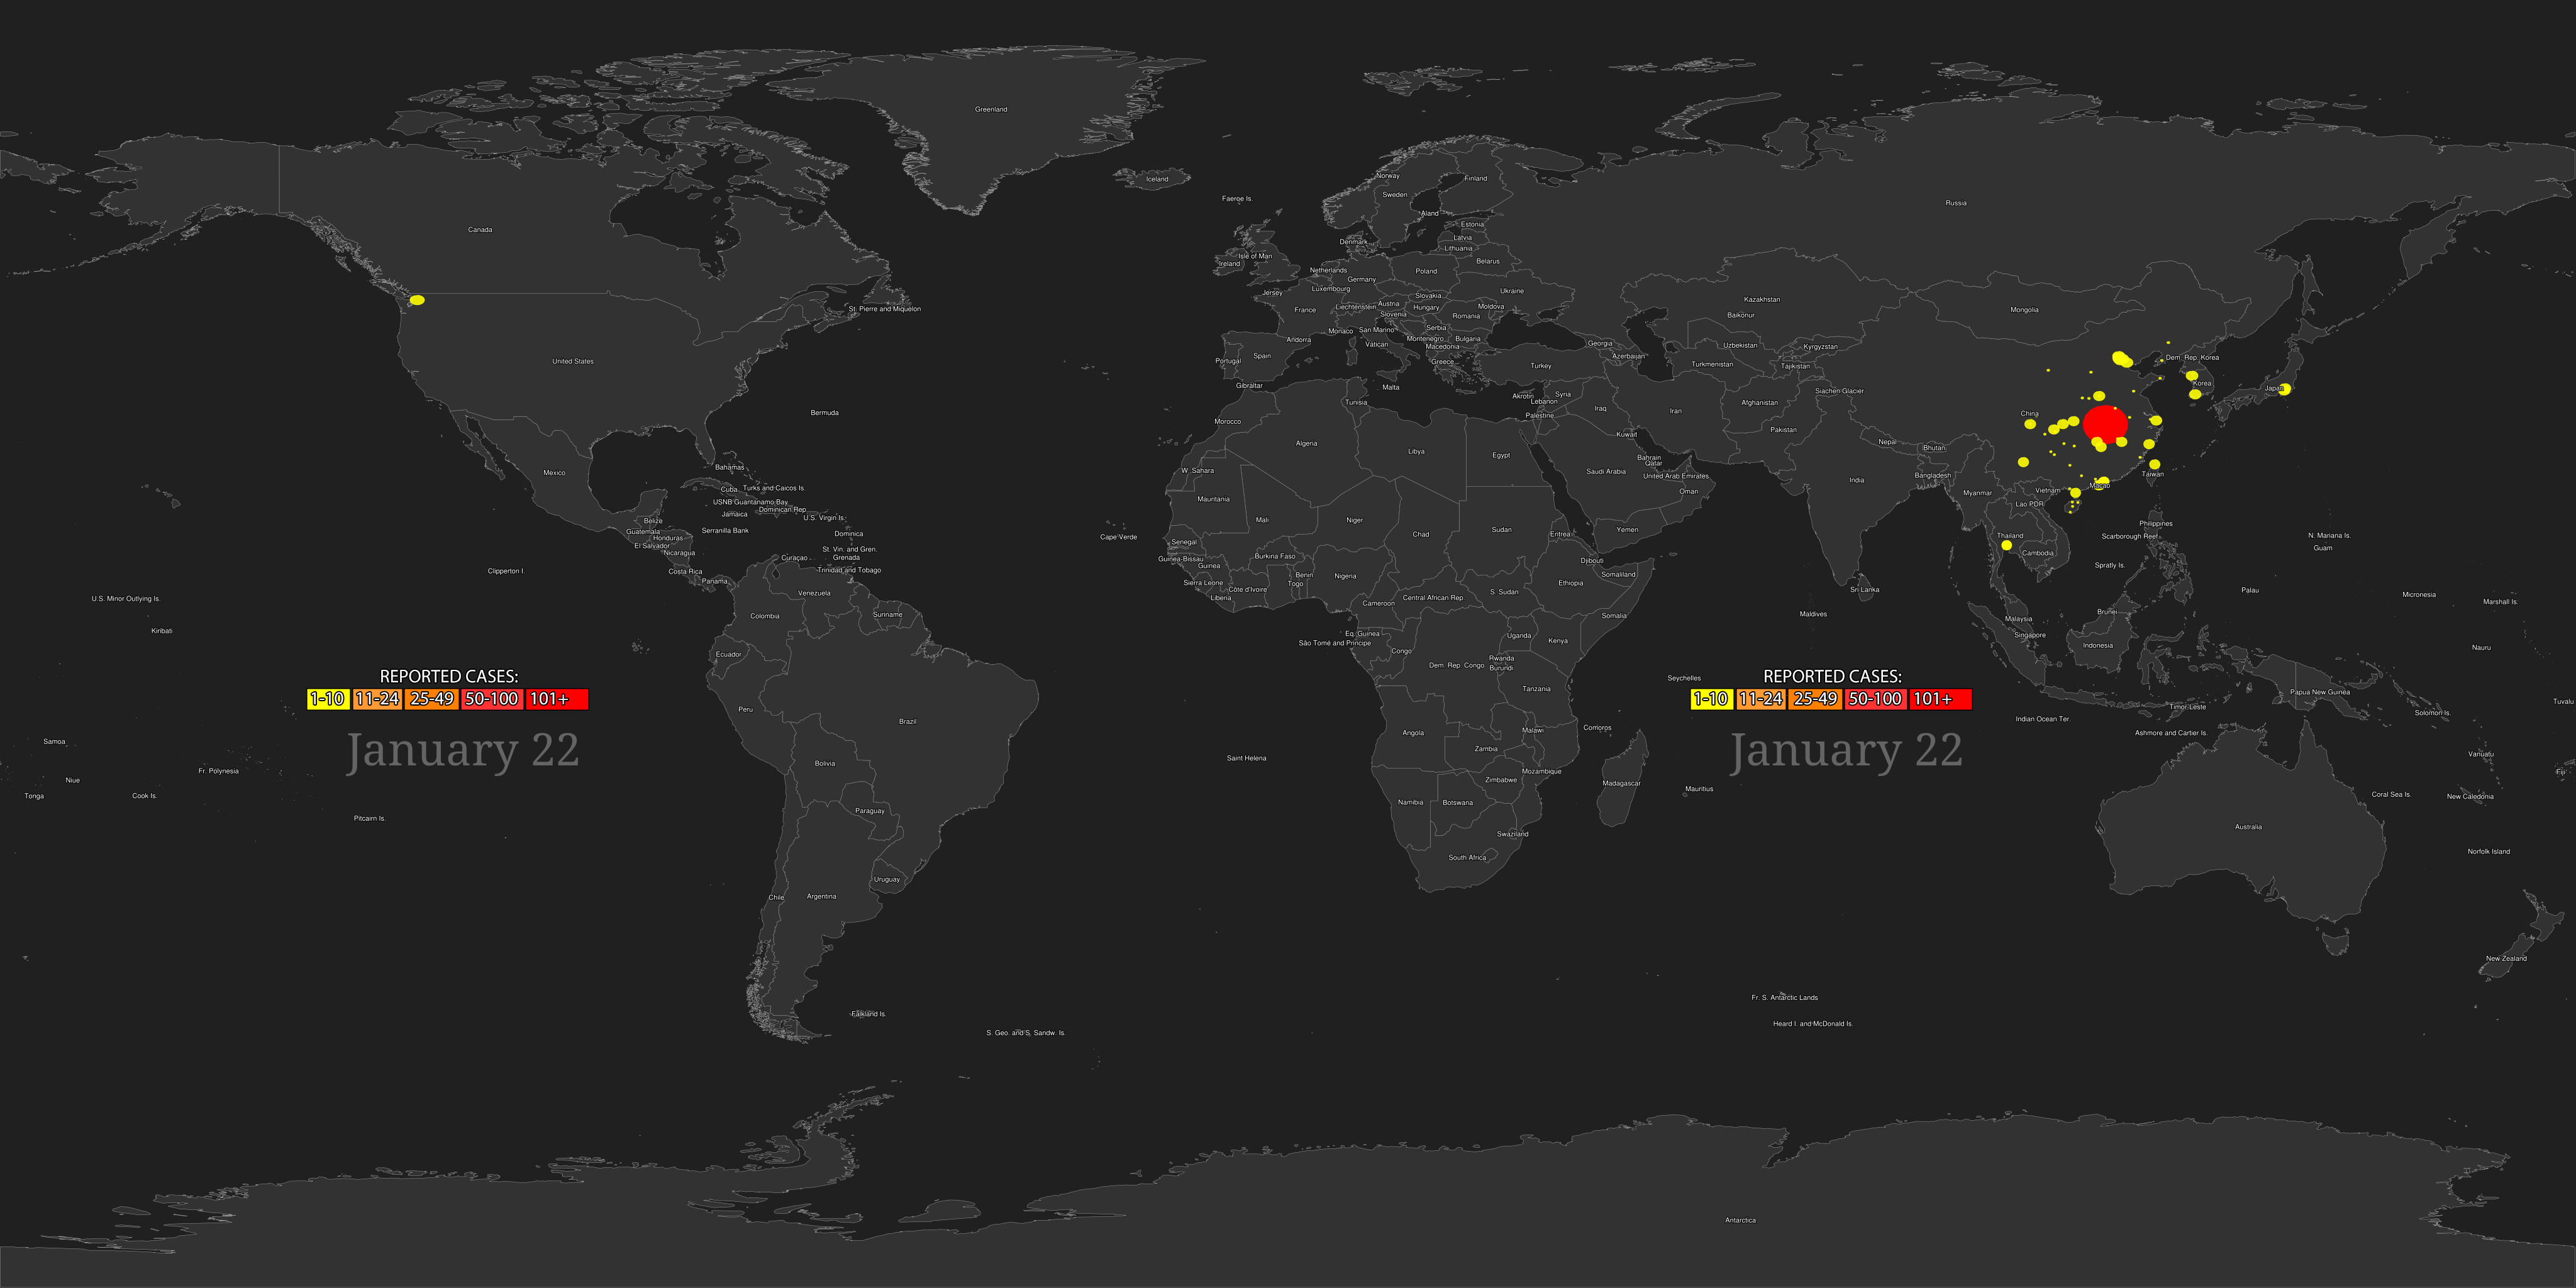 Greenland
Iceland
Norway
Finland
Sweden
Faeroe Is.
Russia
Aland
Canada
Estonia
Latvia
Denmark
Lithuania
Isle of Man
Ireland
Belarus
Netherlands
Poland
Germany
Luxembourg
Jersey
Ukraine
Slovakia
Kazakhstan
Liechtenstein
Austria
Moldova
Hungary
St. Pierre and Miquelon
France
Mongolia
Slovenia
Baikonur
Romania
Serbia
Monaco
San Marino
Montenegro
Bulgaria
Andorra
Vatican
Georgia
Uzbekistan
Kyrgyzstan
Macedonia
Azerbaijan
Spain
Dem. Rep. Korea
United States
Portugal
Greece
Turkey
Turkmenistan
Tajikistan
Korea
Gibraltar
Malta
Japan
Siachen Glacier
Akrotiri
Syria
Tunisia
Lebanon
Afghanistan
Iraq
Iran
Bermuda
Palestine
China
Morocco
Pakistan
Kuwait
Algeria
Nepal
Libya
Egypt
Bhutan
Bahrain
Qatar
Bahamas
W. Sahara
Saudi Arabia
Mexico
Taiwan
Bangladesh
United Arab Emirates
India
Macao
Cuba
Turks and Caicos Is.
Oman
Vietnam
Myanmar
Mauritania
USNB Guantanamo Bay
Lao PDR
Dominican Rep.
Jamaica
U.S. Virgin Is.
Mali
Niger
Belize
Philippines
Serranilla Bank
Sudan
Yemen
Guatemala
Dominica
Chad
Eritrea
Thailand
N. Mariana Is.
Scarborough Reef
Honduras
Cape Verde
Senegal
El Salvador
Guam
Nicaragua
St. Vin. and Gren.
Cambodia
Grenada
Burkina Faso
Curaçao
Guinea-Bissau
Djibouti
Guinea
Spratly Is.
Clipperton I.
Costa Rica
Trinidad and Tobago
Benin
Nigeria
Somaliland
Panama
Sierra Leone
Togo
Ethiopia
Côte d'Ivoire
Sri Lanka
Palau
Venezuela
S. Sudan
Micronesia
U.S. Minor Outlying Is.
Liberia
Central African Rep.
Marshall Is.
Cameroon
Brunei
Colombia
Suriname
Somalia
Maldives
Malaysia
Kiribati
Eq. Guinea
Uganda
Singapore
São Tomé and Principe
Kenya
Indonesia
Nauru
Congo
Ecuador
Rwanda
Dem. Rep. Congo
Burundi
REPORTED CASES:
1-10 11-24 25-49 50-100 101+
January 22
Seychelles
REPORTED CASES:
1-10 11-24 25-49 50-100 101+
January 22
Tanzania
Papua New Guinea
Tuvalu
Timor-Leste
Peru
Solomon Is.
Indian Ocean Ter.
Brazil
Comoros
Malawi
Angola
Ashmore and Cartier Is.
Samoa
Zambia
Vanuatu
Saint Helena
Bolivia
Fr. Polynesia
Mozambique
Fiji
Niue
Zimbabwe
Madagascar
Mauritius
Tonga
Cook Is.
Coral Sea Is.
New Caledonia
Namibia
Botswana
Paraguay
Pitcairn Is.
Australia
Swaziland
Norfolk Island
South Africa
Uruguay
Chile
Argentina
New Zealand
Fr. S. Antarctic Lands
Falkland Is.
Heard I. and McDonald Is.
S. Geo. and S. Sandw. Is.
Antarctica